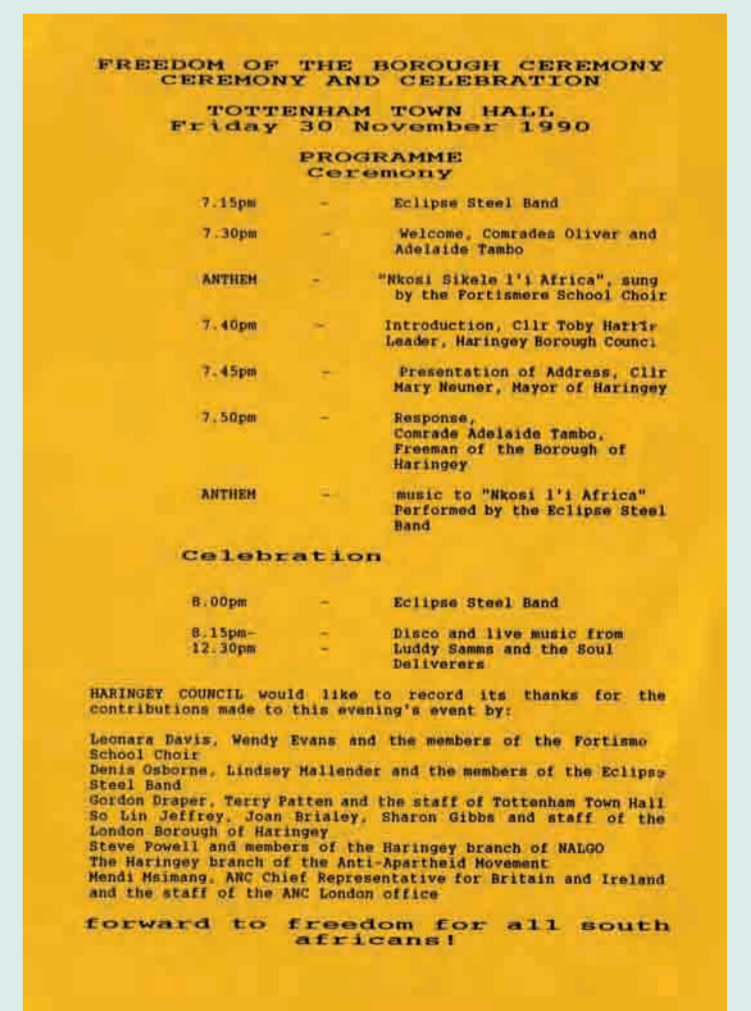 FREEDOM OF THE BOROUGH CEREMONY
CEREMONY AND CELEBRATION
TOTTENHAM TOWN HALL
Friday 30 November 1990
PROGRAMME
Ceremony
7.15pm - Eclipse Steel Band
7.30pm - Welcome, Comrades Oliver and
Adelaide Tambo
ANTHEM - "Nkosi Sikele l'i Africa", sung
by the Fortismere School Choir
7.40pm - Introduction, Cllr Toby Harris
Leader, Haringey Borough Counci
7.45pm - Presentation of Address, Cllr
Mary Neuner, Mayor of Haringey
7.50pm - Response,
Comrade Adelaide Tambo,
Freeman of the Borough of
Haringey
ANTHEM - music to "Nkosi l'i Africa"
Performed by the Eclipse Steel
Band
Celebration
8.00pm - Eclipse Steel Band
8.15pm- - Disco and live music from
12.30pm - Luddy Samms and the Soul
Deliverers
HARINGEY COUNCIL would like to record its thanks for the
contributions made to this evening's event by:
Leonara Davis, Wendy Evans and the members of the Fortisme
School Choir
Denis Osborne, Lindsey Mallender and the members of the Eclipse
Steel Band
Gordon Draper, Terry Patten and the staff of Tottenham Town Hall
So Lin Jeffrey, Joan Brialey, Sharon Gibbs and staff of the
London Borough of Haringey
Steve Powell and members of the Haringey branch of NALGO
The Haringey branch of the Anti-Apartheid Movement
Mendi Msimang, ANC Chief Representative for Britain and Ireland
and the staff of the ANC London office
forward to freedom for all south
africans!